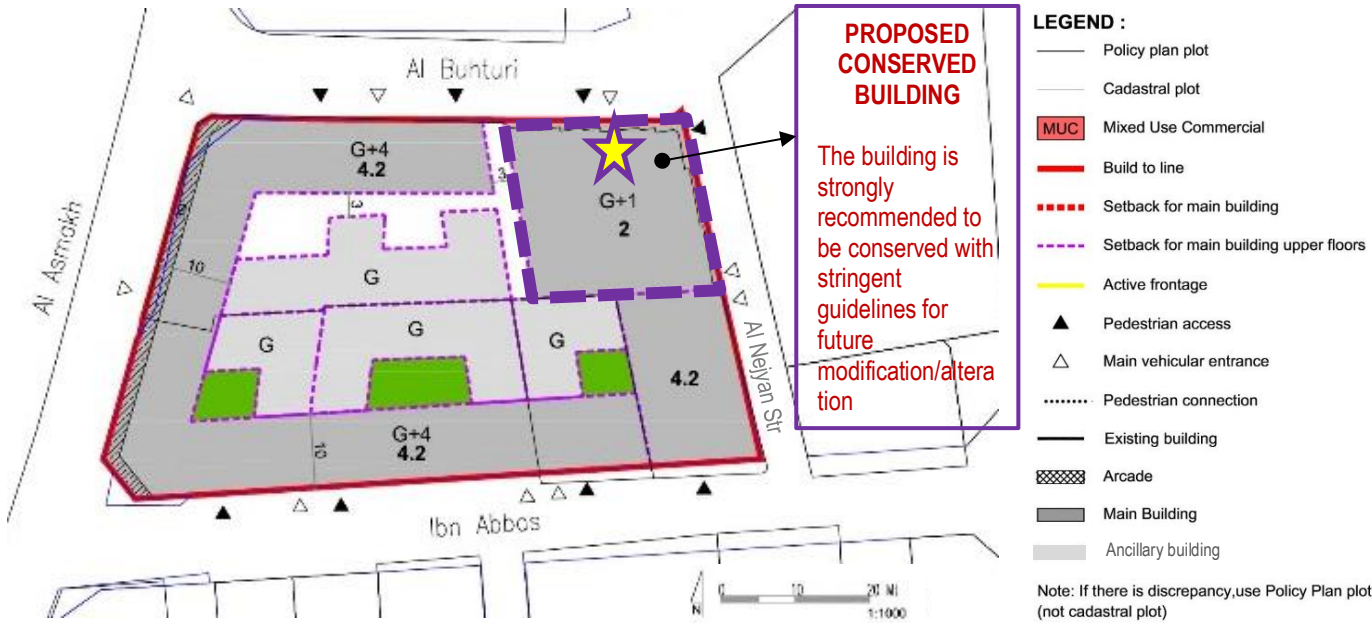 Al Buhturi
G+4
4.2
3
3
G+1
2
6
10
G
G
G
G
4.2
G+4
4.2
10
Al Asmakh
Al Nejyan Str
Ibn Abbas
N
0
10
20 Mt
1:1000
PROPOSED
CONSERVED
BUILDING
The building is
strongly
recommended to
be conserved with
stringent
guidelines for
future
modification/altera
tion
LEGEND :
Policy plan plot
Cadastral plot
MUC Mixed Use Commercial
Build to line
Setback for main building
Setback for main building upper floors
Active frontage
Pedestrian access
Main vehicular entrance
Pedestrian connection
Existing building
Arcade
Main Building
Ancillary building
Note: If there is discrepancy,use Policy Plan plot
(not cadastral plot)